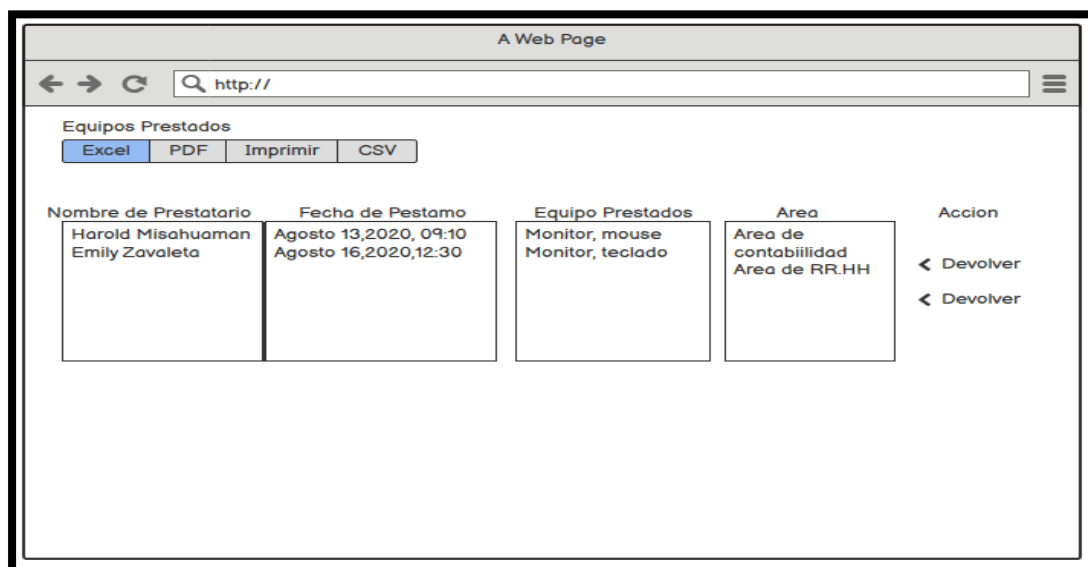 A Web Page
http://
Equipos Prestados
Excel PDF Imprimir CSV
Nombre de Prestatario Fecha de Pestamo Equipo Prestados Area Accion
Harold Misahuaman Agosto 13,2020, 09:10 Monitor, mouse Area de
Emily Zavaleta Agosto 16,2020,12:30 Monitor, teclado contabiilidad
Area de RR.HH
< Devolver
< Devolver